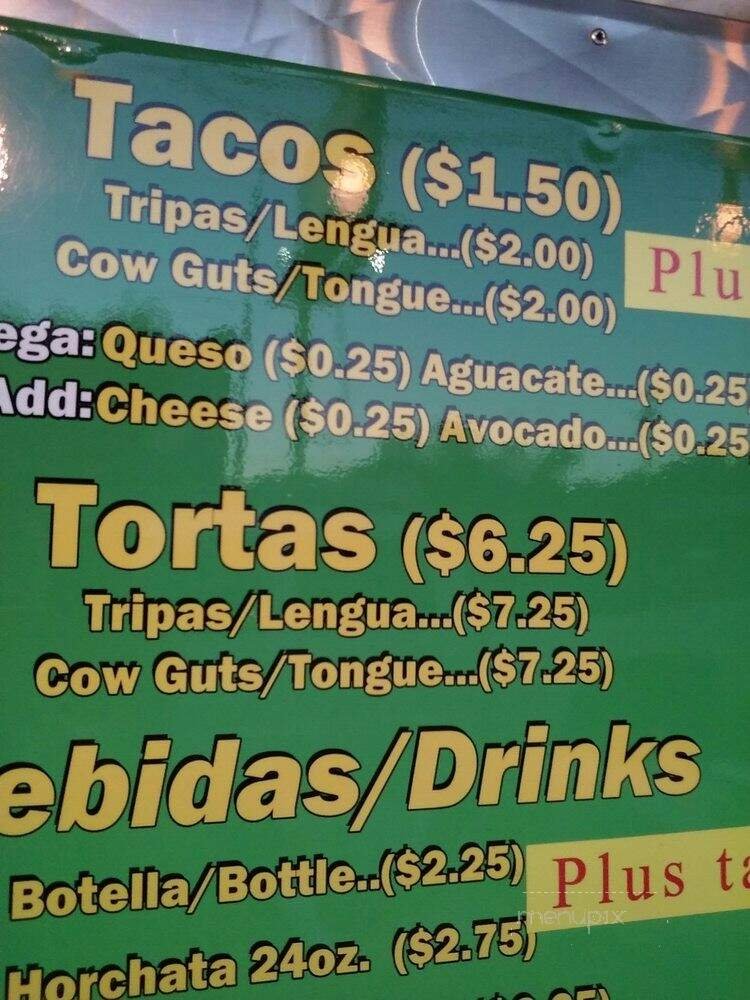 Tacos ($1.50)
Tripas/Lengua...($2.00)
Cow Guts/Tongue...($2.00)
Plu
ega: Queso ($0.25) Aguacate...($0.25
Add: Cheese ($0.25) Avocado...($0.25
Tortas ($6.25)
Tripas/Lengua...($7.25)
Cow Guts/Tongue...($7.25)
ebidas/Drinks
Botella/Bottle..($2.25)
Plus ta
menupix
Horchata 24oz. ($2.75)